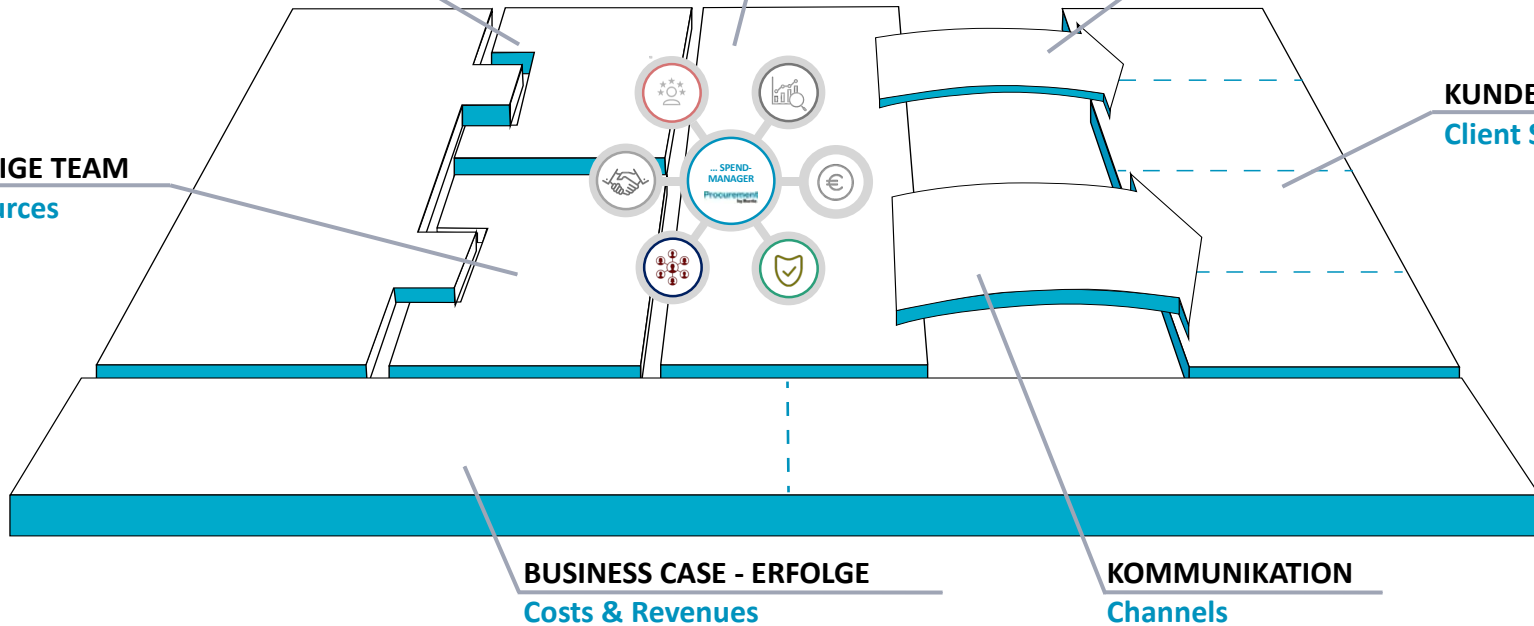 KUNDE
Client S
IGE TEAM
urces
... SPEND-
MANAGER
Procurement
BUSINESS CASE - ERFOLGE
Costs & Revenues
KOMMUNIKATION
Channels